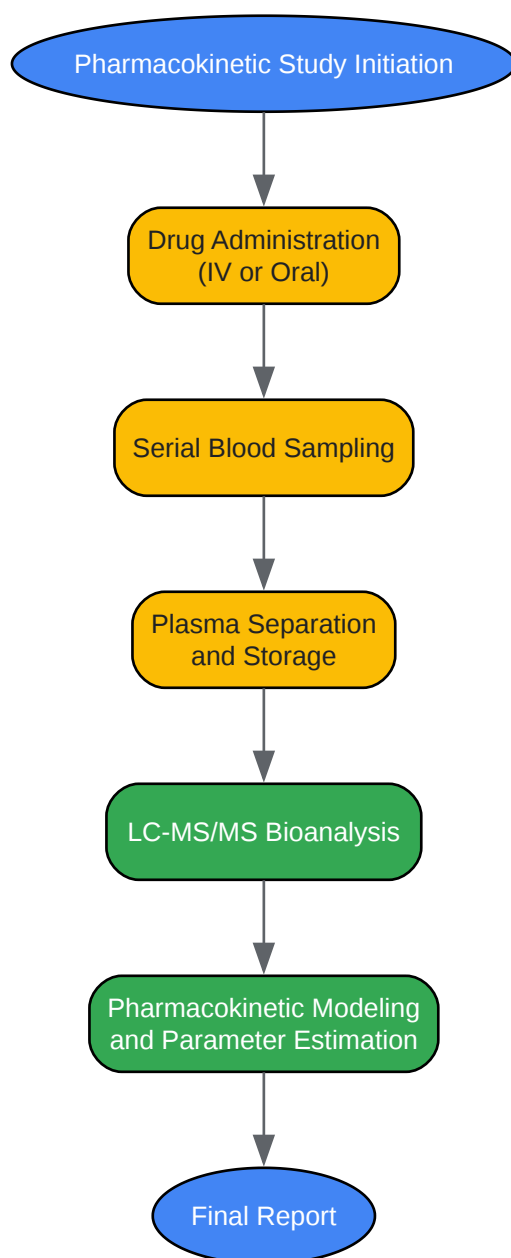 Pharmacokinetic Study Initiation
Drug Administration
(IV or Oral)
Serial Blood Sampling
Plasma Separation
and Storage
LC-MS/MS Bioanalysis
Pharmacokinetic Modeling
and Parameter Estimation
Final Report